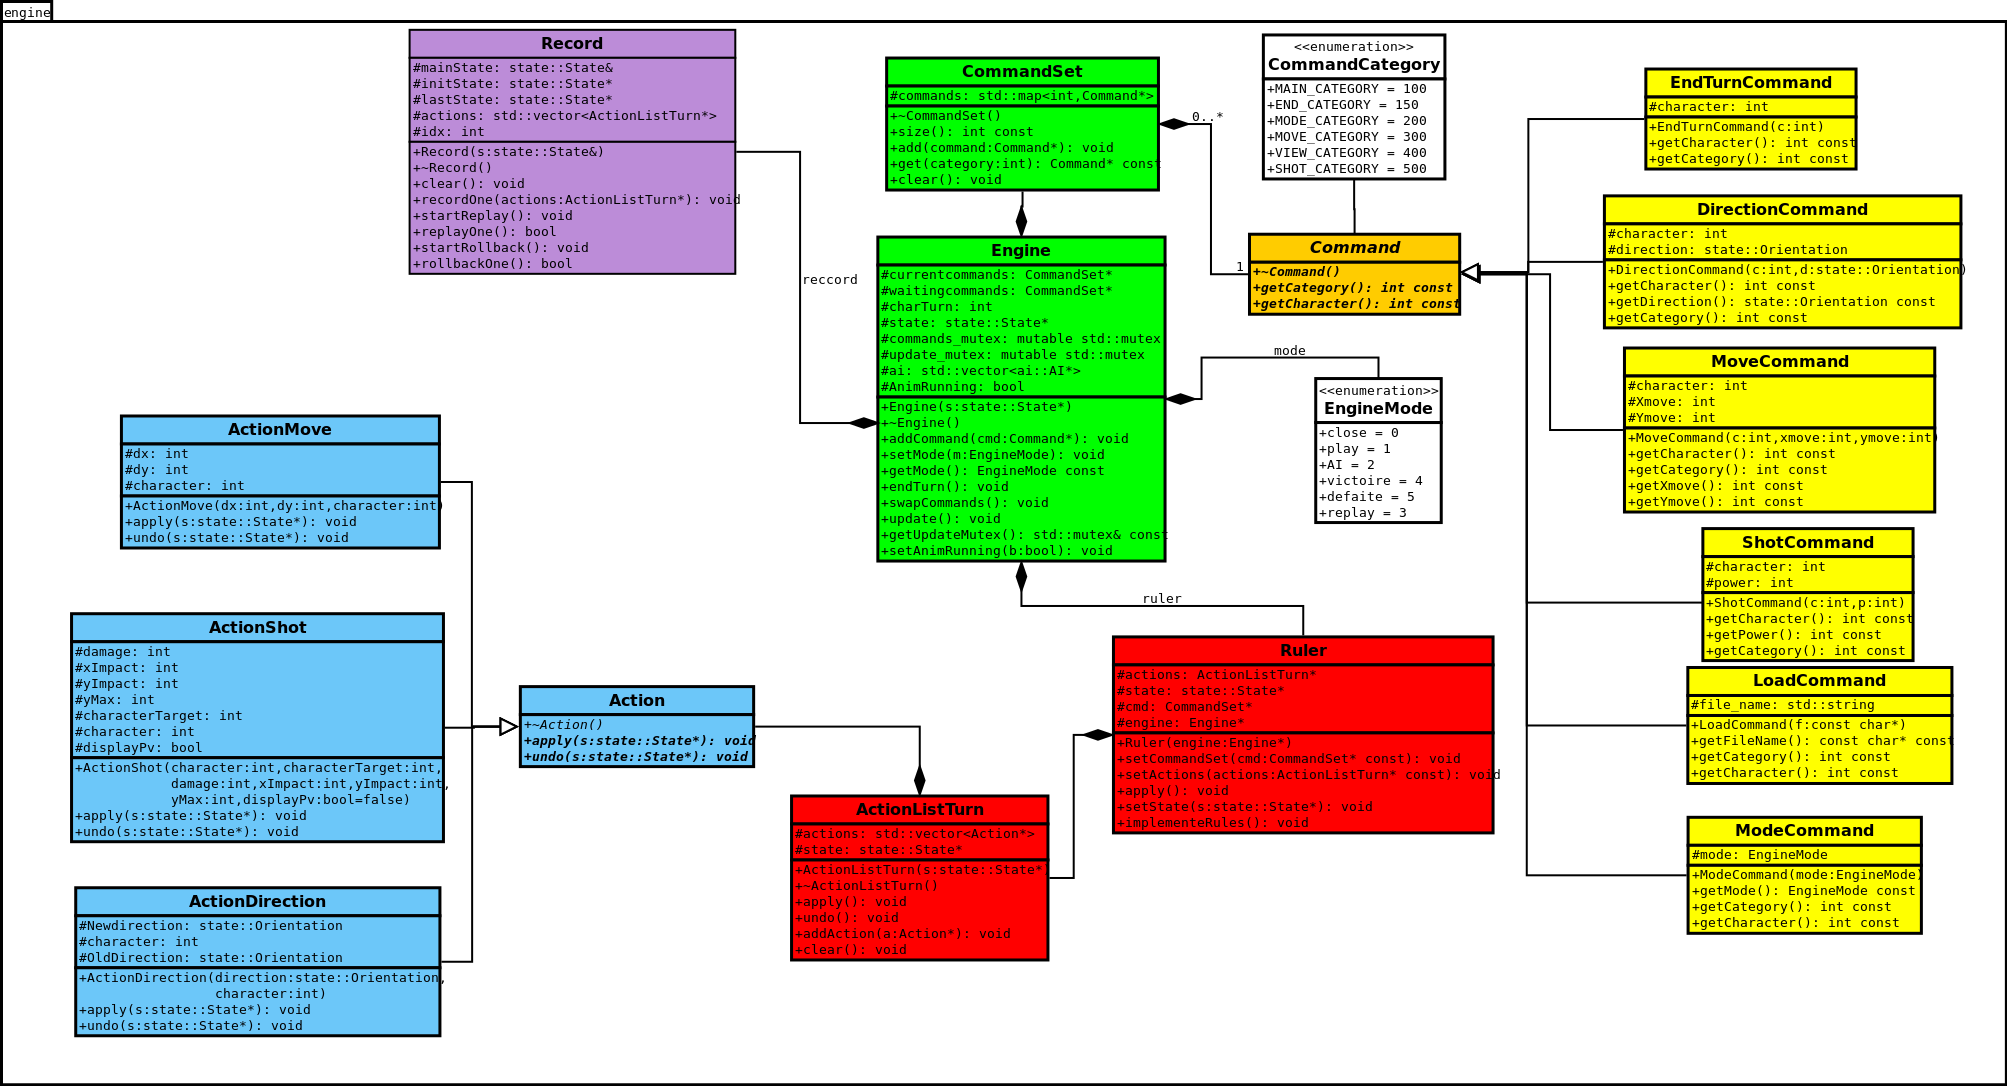 engine
Record
#mainState: state::State&
#initState: state::State*
#lastState: state::State*
#actions: std::vector<ActionListTurn*>
#idx: int
+Record(s:state::State&)
+~Record()
+clear(): void
+recordOne(actions:ActionListTurn*): void
+startReplay(): void
+replayOne(): bool
+startRollback(): void
+rollbackOne(): bool
reccord
CommandSet
#commands: std::map<int,Command*>
+~CommandSet()
+size(): int const
+add(command:Command*): void
+get(category:int): Command* const
+clear(): void
0..*
1
<<enumeration>>
CommandCategory
+MAIN_CATEGORY = 100
+END_CATEGORY = 150
+MODE_CATEGORY = 200
+MOVE_CATEGORY = 300
+VIEW_CATEGORY = 400
+SHOT_CATEGORY = 500
Command
+~Command()
+getCategory(): int const
+getCharacter(): int const
Engine
#currentcommands: CommandSet*
#waitingcommands: CommandSet*
#charTurn: int
#state: state::State*
#commands_mutex: mutable std::mutex
#update_mutex: mutable std::mutex
#ai: std::vector<ai::AI*>
#AnimRunning: bool
+Engine(s:state::State*)
+~Engine()
+addCommand(cmd:Command*): void
+setMode(m:EngineMode): void
+getMode(): EngineMode const
+endTurn(): void
+swapCommands(): void
+update(): void
+getUpdateMutex(): std::mutex& const
+setAnimRunning(b:bool): void
mode
<<enumeration>>
EngineMode
+close = 0
+play = 1
+AI = 2
+victoire = 4
+defaite = 5
+replay = 3
EndTurnCommand
#character: int
+EndTurnCommand(c:int)
+getCharacter(): int const
+getCategory(): int const
DirectionCommand
#character: int
#direction: state::Orientation
+DirectionCommand(c:int,d:state::Orientation)
+getCharacter(): int const
+getDirection(): state::Orientation const
+getCategory(): int const
MoveCommand
#character: int
#Xmove: int
#Ymove: int
+MoveCommand(c:int,xmove:int,ymove:int)
+getCharacter(): int const
+getCategory(): int const
+getXmove(): int const
+getYmove(): int const
ShotCommand
#character: int
#power: int
+ShotCommand(c:int,p:int)
+getCharacter(): int const
+getPower(): int const
+getCategory(): int const
LoadCommand
#file_name: std::string
+LoadCommand(f:const char*)
+getFileName(): const char* const
+getCategory(): int const
+getCharacter(): int const
ModeCommand
#mode: EngineMode
+ModeCommand(mode:EngineMode)
+getMode(): EngineMode const
+getCategory(): int const
+getCharacter(): int const
ActionMove
#dx: int
#dy: int
#character: int
+ActionMove(dx:int,dy:int,character:int)
+apply(s:state::State*): void
+undo(s:state::State*): void
ActionShot
#damage: int
#xImpact: int
#yImpact: int
#yMax: int
#characterTarget: int
#character: int
#displayPv: bool
+ActionShot(character:int,characterTarget:int,
damage:int,xImpact:int,yImpact:int,
yMax:int,displayPv:bool=false)
+apply(s:state::State*): void
+undo(s:state::State*): void
ActionDirection
#Newdirection: state::Orientation
#character: int
#OldDirection: state::Orientation
+ActionDirection(direction:state::Orientation,
character:int)
+apply(s:state::State*): void
+undo(s:state::State*): void
Action
+~Action()
+apply(s:state::State*): void
+undo(s:state::State*): void
ruler
Ruler
#actions: ActionListTurn*
#state: state::State*
#cmd: CommandSet*
#engine: Engine*
+Ruler(engine:Engine*)
+setCommandSet(cmd:CommandSet* const): void
+setActions(actions:ActionListTurn* const): void
+apply(): void
+setState(s:state::State*): void
+implementeRules(): void
ActionListTurn
#actions: std::vector<Action*>
#state: state::State*
+ActionListTurn(s:state::State*)
+~ActionListTurn()
+apply(): void
+undo(): void
+addAction(a:Action*): void
+clear(): void